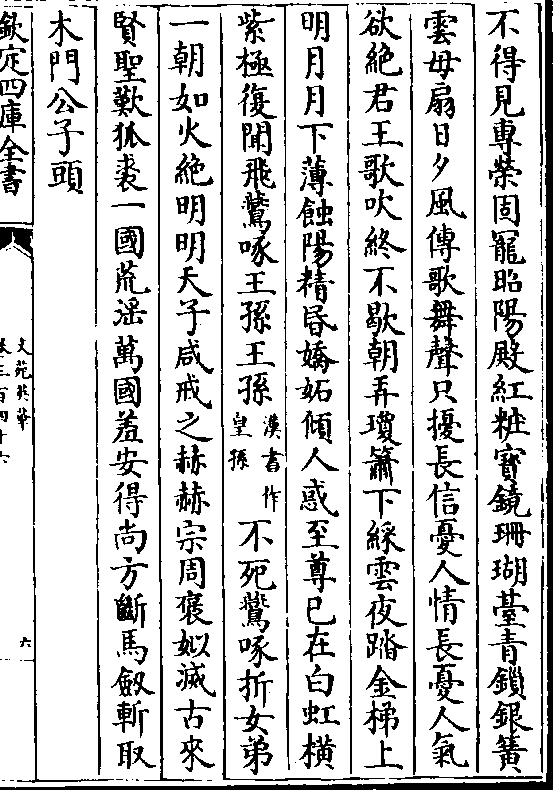 不得見專榮固寵昭陽殿紅粧寳鏡珊瑚䑓青鎖銀簧
雲母扇日夕風傳歌舞聲只擾長信憂人情長憂人氣
欲絶君王歌吹終不歇朝弄瓊簫下綵雲夜踏金梯上
明月月下薄蝕陽精昏嬌妬傾人惑至尊已在白虹橫
紫極復聞飛鷰啄王孫王孫漢書作皇孫不死鷰啄折女弟
一朝如火絶明明天子咸戒之赫赫宗周褒姒滅古來
賢聖歎狐裘一國荒滛萬國羞安得尚方斷馬劔斬取
木門公子頭
欽定四庫全書
文苑英華
卷三百四十六
六